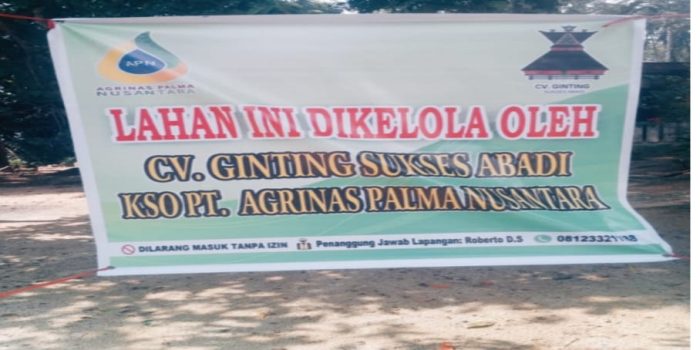 APN
AGRINAS PALMA
NUSANTARA
CV. GINTING
LAHAN INI DIKELOLA OLEH
CV. GINTING SUKSES ABADI
KSO PT. AGRINAS PALMA NUSANTARA
DILARANG MASUK TANPA IZIN Penanggung Jawab Lapangan: Roberto D.S